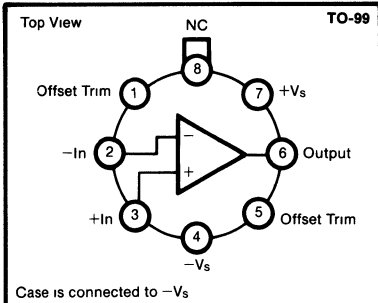 Top View
TO-99
NC
8
Offset Trim
1
7
+Vs
−In
2
−
6
Output
+
+In
3
5
Offset Trim
4
−Vs
Case is connected to −Vs